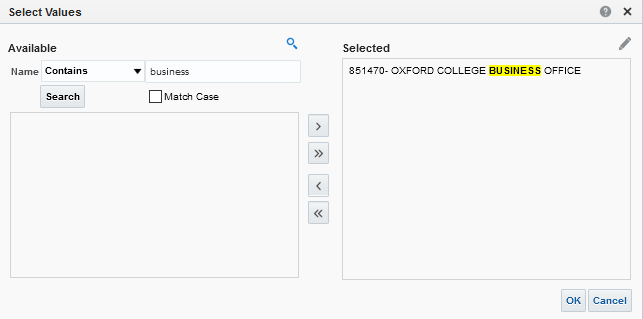 Select Values
Available
Name Contains business
Search Match Case
Selected
851470- OXFORD COLLEGE BUSINESS OFFICE
OK Cancel